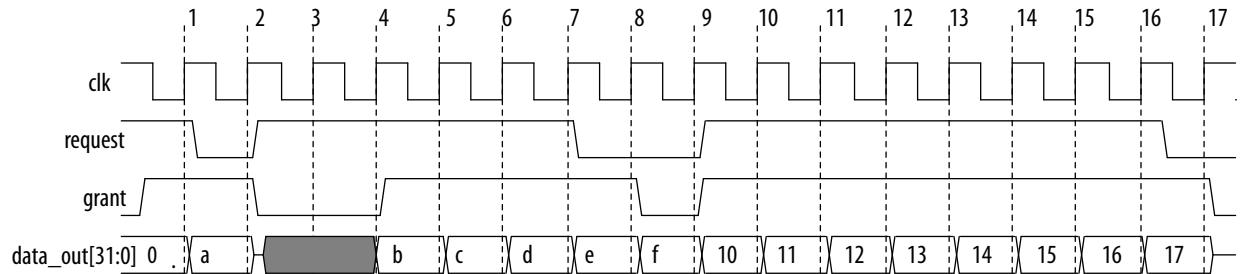 1 2 3 4 5 6 7 8 9 10 11 12 13 14 15 16 17
clk
request
grant
data_out[31:0] 0 . a b c d e f 10 11 12 13 14 15 16 17